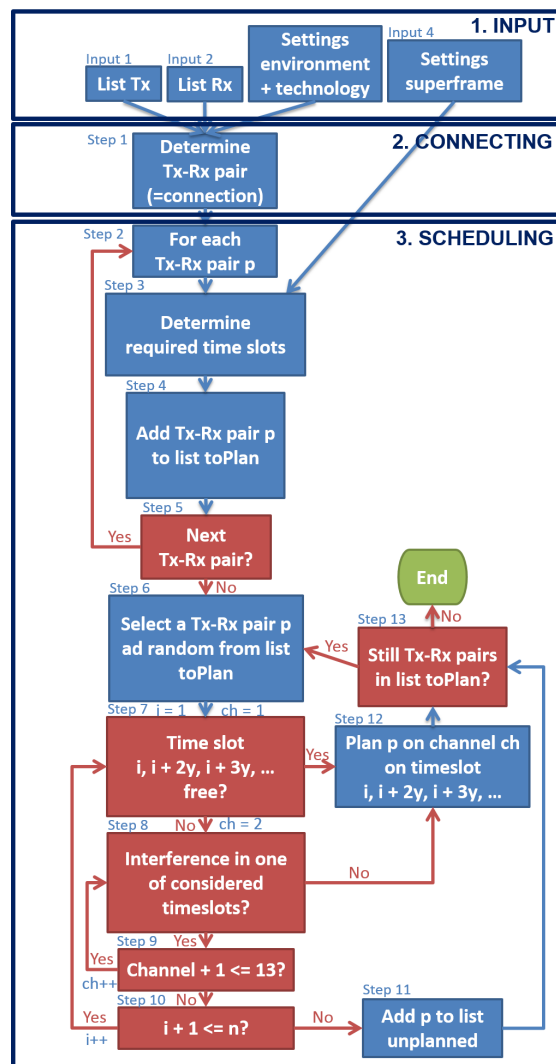 1. INPUT
Input 1
List Tx
Input 2
List Rx
Settings
environment
+ technology
Input 4
Settings
superframe
2. CONNECTING
Step 1
Determine
Tx-Rx pair
(=connection)
3. SCHEDULING
Step 2
For each
Tx-Rx pair p
Step 3
Determine
required time slots
Step 4
Add Tx-Rx pair p
to list toPlan
Step 5
Yes
Next
Tx-Rx pair?
No
End
Step 6
Select a Tx-Rx pair p
ad random from list
toPlan
No
Step 13
Yes
Still Tx-Rx pairs
in list toPlan?
Step 7
i = 1
ch = 1
Time slot
i, i + 2y, i + 3y, ...
free?
Yes
Step 12
Plan p on channel ch
on timeslot
i, i + 2y, i + 3y, ...
Step 8
No
ch = 2
Interference in one
of considered
timeslots?
No
Yes
Step 9
Yes
ch++
Channel + 1 <= 13?
Step 10
No
Yes
i++
i + 1 <= n?
No
Step 11
Add p to list
unplanned